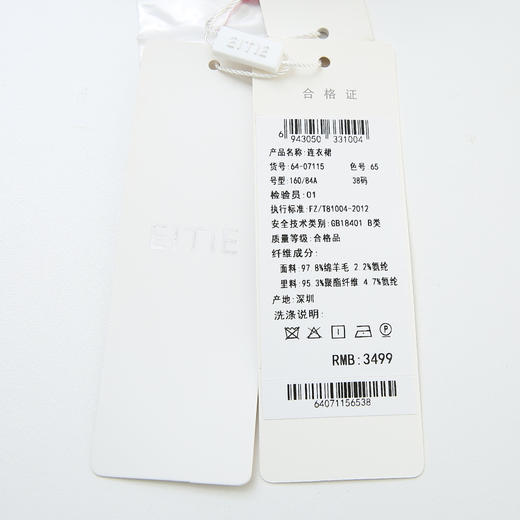 EITIE
EITIE
合格证
6 943050 331004
产品名称:连衣裙
货号:64-07115 色号:65
号型:160/84A 38码
检验员:01
执行标准:FZ/T81004-2012
安全技术类别:GB18401 B类
质量等级:合格品
纤维成分:
面料:97.8%绵羊毛 2.2%氨纶
里料:95.3%聚酯纤维 4.7%氨纶
产地:深圳
洗涤说明:
P
RMB:3499
64071156538